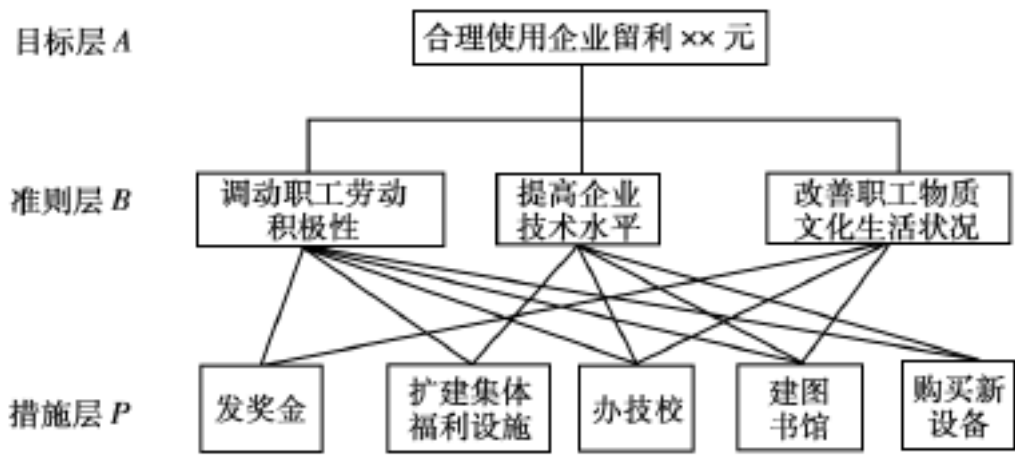 目标层 A
合理使用企业留利 ×× 元
准则层 B
调动职工劳动
积极性
提高企业
技术水平
改善职工物质
文化生活状况
措施层 P
发奖金
扩建集体
福利设施
办技校
建图
书馆
购买新
设备